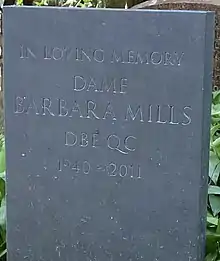 IN LOVING MEMORY
DAME
BARBARA MILLS
DBE QC
1940 - 2011